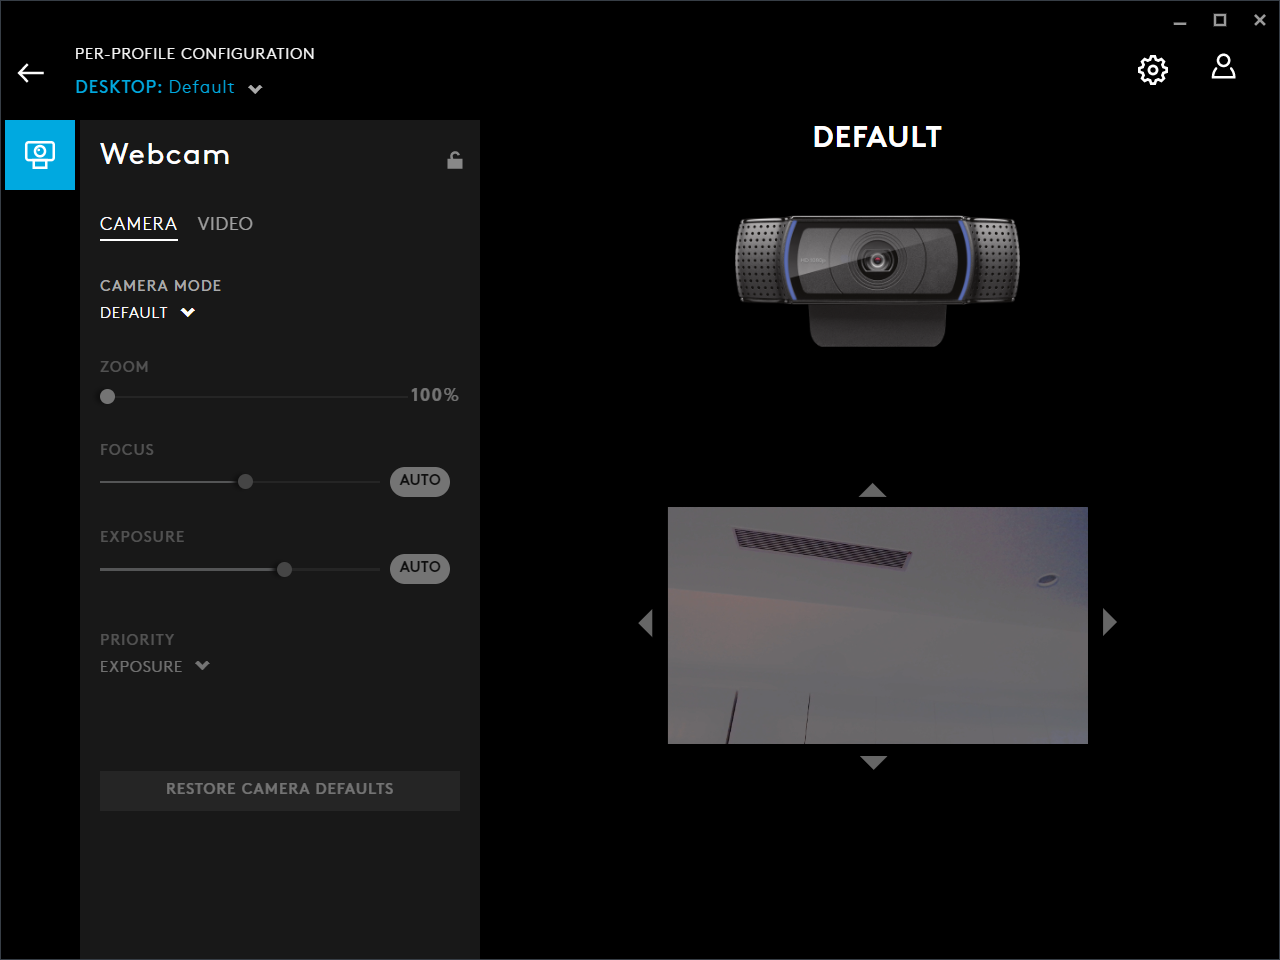 PER-PROFILE CONFIGURATION
DESKTOP: Default
Webcam
CAMERA VIDEO
CAMERA MODE
DEFAULT
ZOOM
100%
FOCUS
AUTO
EXPOSURE
AUTO
PRIORITY
EXPOSURE
RESTORE CAMERA DEFAULTS
DEFAULT